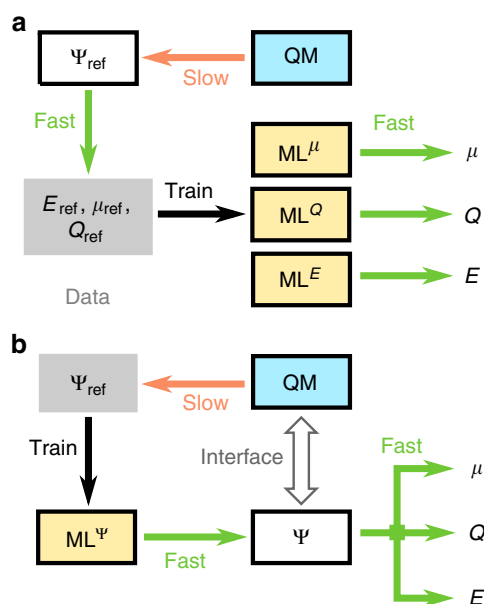 a
Ψref
QM
Slow
Fast
MLμ
Fast
μ
Eref, μref,
Qref
Train
MLQ
Q
MLE
E
Data
b
Ψref
QM
Slow
Train
Interface
Fast
μ
MLΨ
Fast
Ψ
Q
E